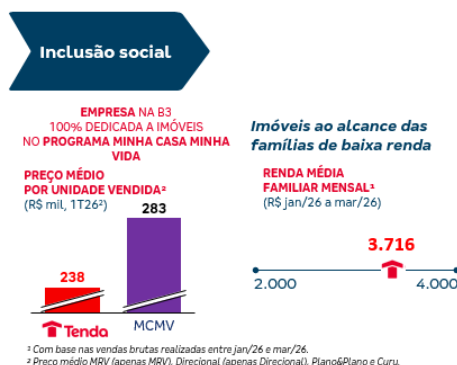 Inclusão social
EMPRESA NA B3
100% DEDICADA A IMÓVEIS
NO PROGRAMA MINHA CASA MINHA
VIDA
PREÇO MÉDIO
POR UNIDADE VENDIDA²
(R$ mil, 1T26²)
283
238
Tenda
MCMV
Imóveis ao alcance das
famílias de baixa renda
RENDA MÉDIA
FAMILIAR MENSAL¹
(R$ jan/26 a mar/26)
3.716
2.000
4.000
¹ Com base nas vendas brutas realizadas entre jan/26 e mar/26.
² Preço médio MRV (apenas MRV), Direcional (apenas Direcional), Plano&Plano e Cury.